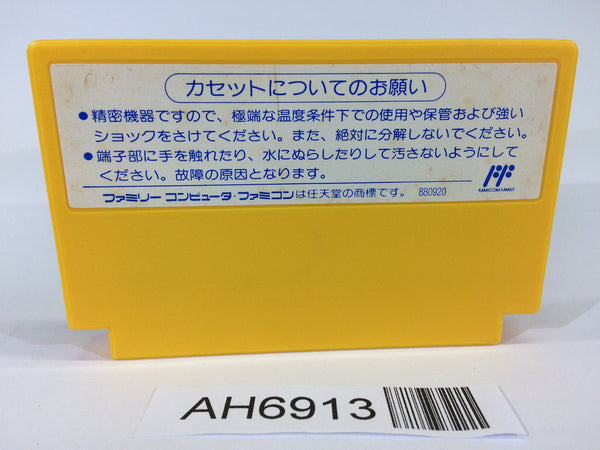 カセットについてのお願い
●精密機器ですので、極端な温度条件下での使用や保管および強い
ショックをさけてください。また、絶対に分解しないでください。
●端子部に手を触れたり、水にぬらしたりして汚さないようにして
ください。故障の原因となります。
FAMICOM FAMILY
ファミリー コンピュータ・ファミコンは任天堂の商標です。 880920
AH6913